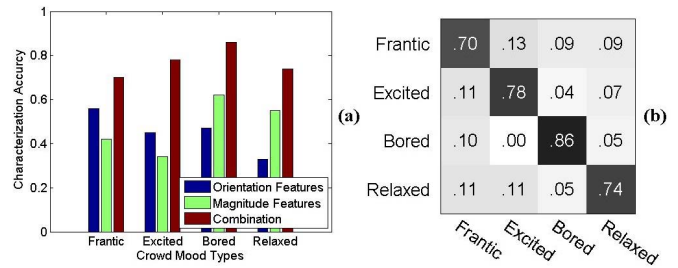 1
0.8
0.6
0.4
0.2
0
Characterization Accurcy
Frantic Excited Bored Relaxed
Crowd Mood Types
Orientation Features
Magnitude Features
Combination
(a)
Frantic .70 .13 .09 .09
Excited .11 .78 .04 .07
Bored .10 .00 .86 .05
Relaxed .11 .11 .05 .74
Frantic Excited Bored Relaxed
(b)